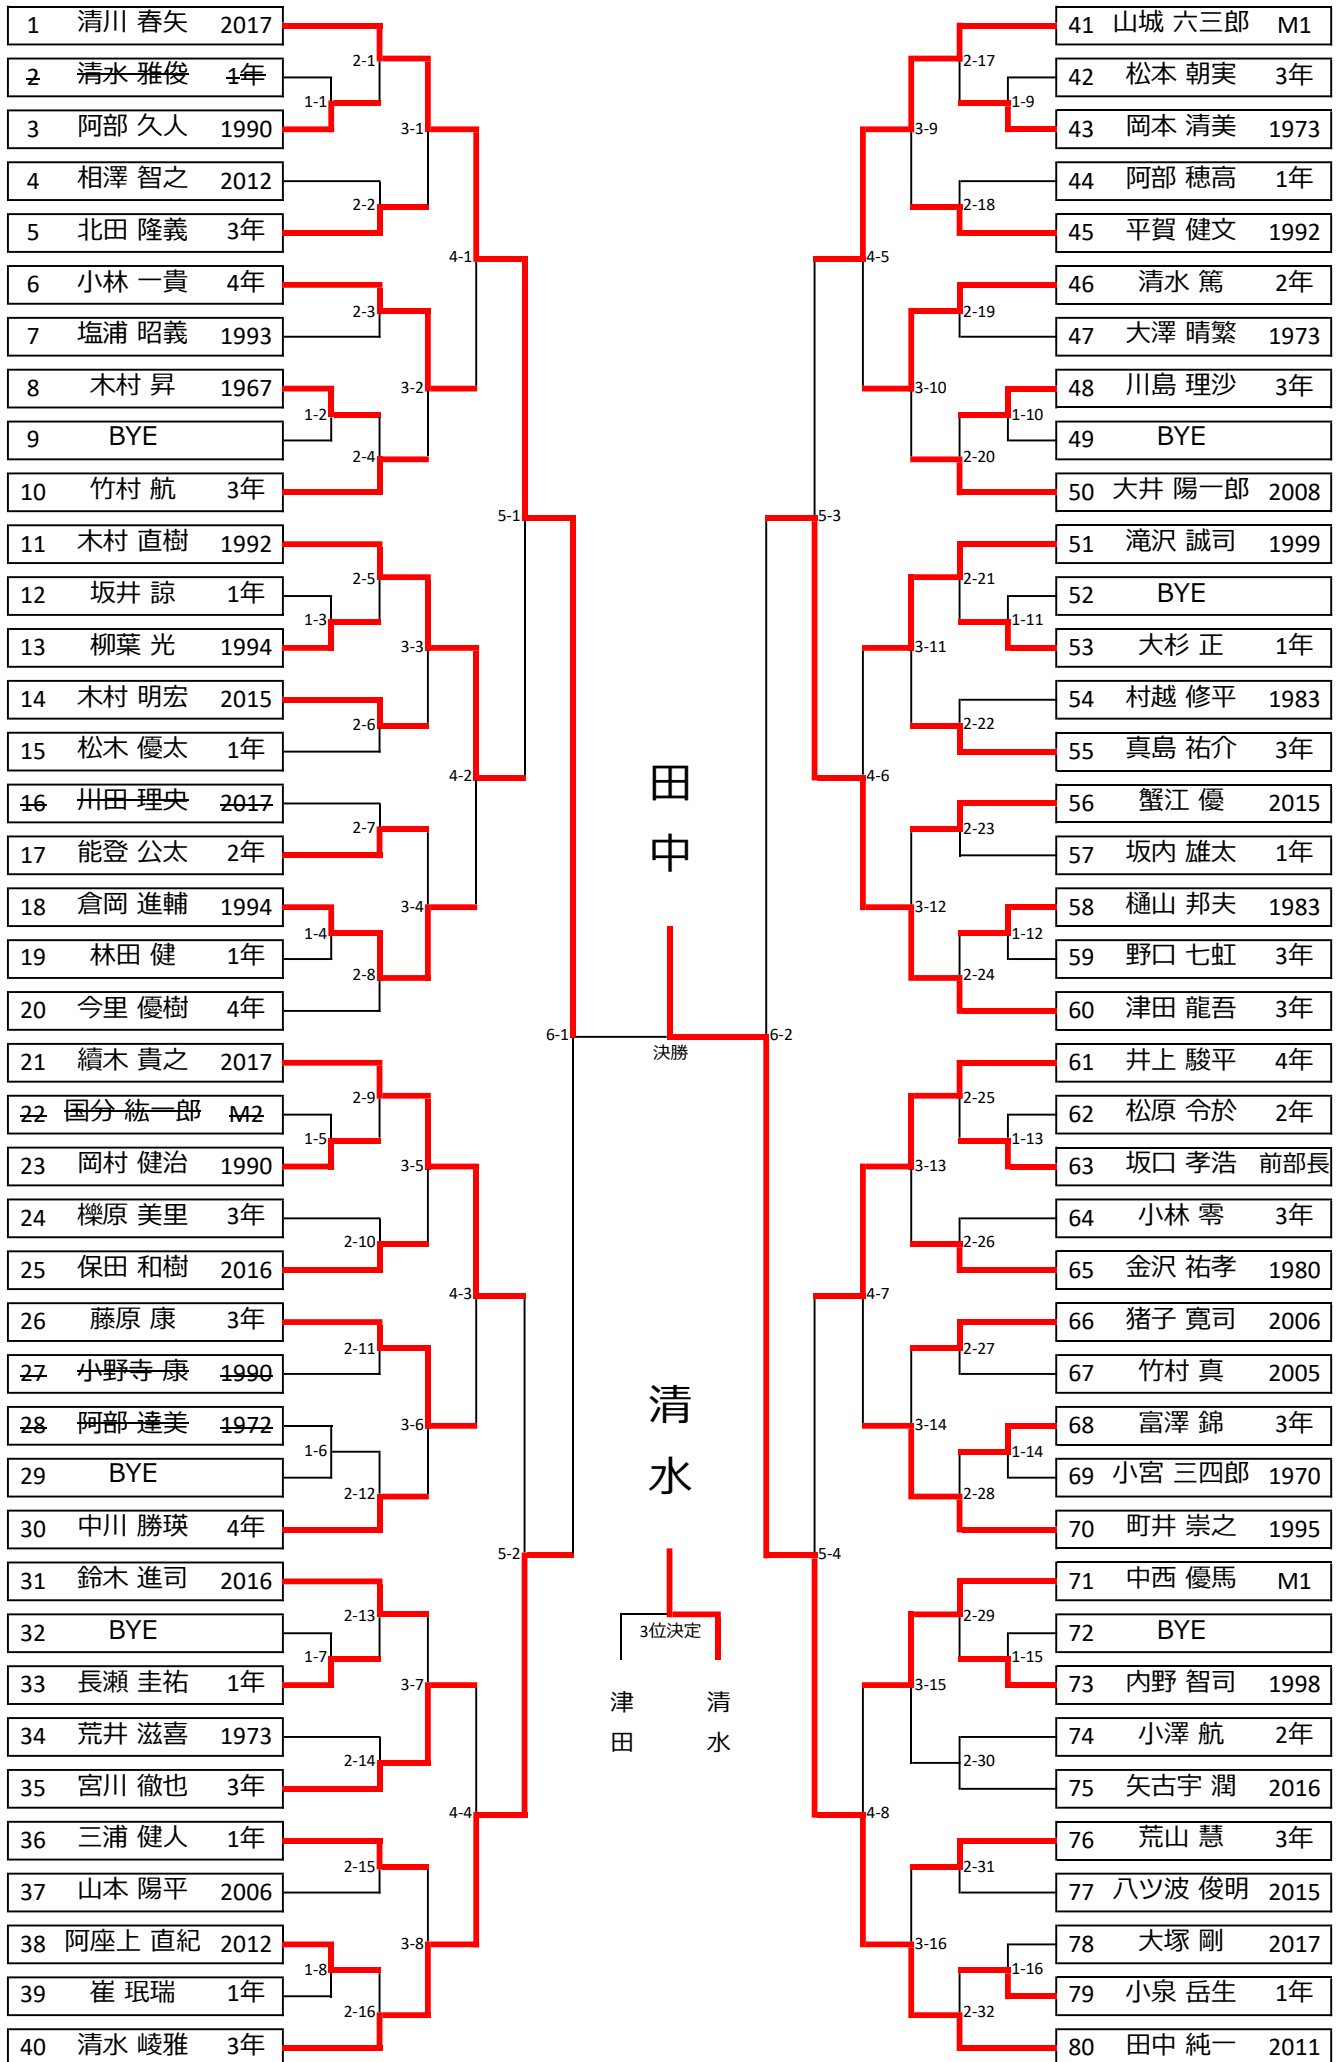 1 清川 春矢 2017
2 清水 雅俊 1年
3 阿部 久人 1990
4 相澤 智之 2012
5 北田 隆義 3年
6 小林 一貴 4年
7 塩浦 昭義 1993
8 木村 昇 1967
9 BYE
10 竹村 航 3年
11 木村 直樹 1992
12 坂井 諒 1年
13 柳葉 光 1994
14 木村 明宏 2015
15 松木 優太 1年
16 川田 理央 2017
17 能登 公太 2年
18 倉岡 進輔 1994
19 林田 健 1年
20 今里 優樹 4年
21 續木 貴之 2017
22 国分 紘一郎 M2
23 岡村 健治 1990
24 櫟原 美里 3年
25 保田 和樹 2016
26 藤原 康 3年
27 小野寺 康 1990
28 阿部 達美 1972
29 BYE
30 中川 勝瑛 4年
31 鈴木 進司 2016
32 BYE
33 長瀬 圭祐 1年
34 荒井 滋喜 1973
35 宮川 徹也 3年
36 三浦 健人 1年
37 山本 陽平 2006
38 阿座上 直紀 2012
39 崔 珉瑞 1年
40 清水 崚雅 3年
1-1
1-2
1-3
1-4
1-5
1-6
1-7
1-8
2-1
2-2
2-3
2-4
2-5
2-6
2-7
2-8
2-9
2-10
2-11
2-12
2-13
2-14
2-15
2-16
3-1
3-2
3-3
3-4
3-5
3-6
3-7
3-8
4-1
4-2
4-3
4-4
5-1
5-2
6-1
田中
決勝
清水
3位決定
津田
清水
6-2
5-3
5-4
4-5
4-6
4-7
4-8
3-9
3-10
3-11
3-12
3-13
3-14
3-15
3-16
2-17
2-18
2-19
2-20
2-21
2-22
2-23
2-24
2-25
2-26
2-27
2-28
2-29
2-30
2-31
2-32
1-9
1-10
1-11
1-12
1-13
1-14
1-15
1-16
41 山城 六三郎 M1
42 松本 朝実 3年
43 岡本 清美 1973
44 阿部 穂高 1年
45 平賀 健文 1992
46 清水 篤 2年
47 大澤 晴繁 1973
48 川島 理沙 3年
49 BYE
50 大井 陽一郎 2008
51 滝沢 誠司 1999
52 BYE
53 大杉 正 1年
54 村越 修平 1983
55 真島 祐介 3年
56 蟹江 優 2015
57 坂内 雄太 1年
58 樋山 邦夫 1983
59 野口 七虹 3年
60 津田 龍吾 3年
61 井上 駿平 4年
62 松原 令於 2年
63 坂口 孝浩 前部長
64 小林 零 3年
65 金沢 祐孝 1980
66 猪子 寛司 2006
67 竹村 真 2005
68 富澤 錦 3年
69 小宮 三四郎 1970
70 町井 崇之 1995
71 中西 優馬 M1
72 BYE
73 内野 智司 1998
74 小澤 航 2年
75 矢古宇 潤 2016
76 荒山 慧 3年
77 八ツ波 俊明 2015
78 大塚 剛 2017
79 小泉 岳生 1年
80 田中 純一 2011